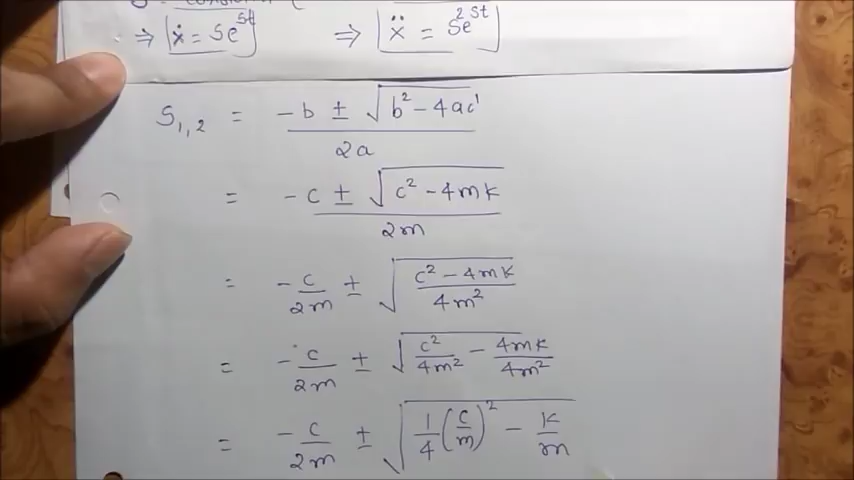 ⇒ ẋ = Se^st ⇒ ẍ = S²e^st
S₁,₂ = (-b ± √(b² - 4ac)) / 2a
= (-c ± √(c² - 4mk)) / 2m
= -c/2m ± √((c² - 4mk)/4m²)
= -c/2m ± √(c²/4m² - 4mk/4m²)
= -c/2m ± √(1/4 (c/m)² - k/m)